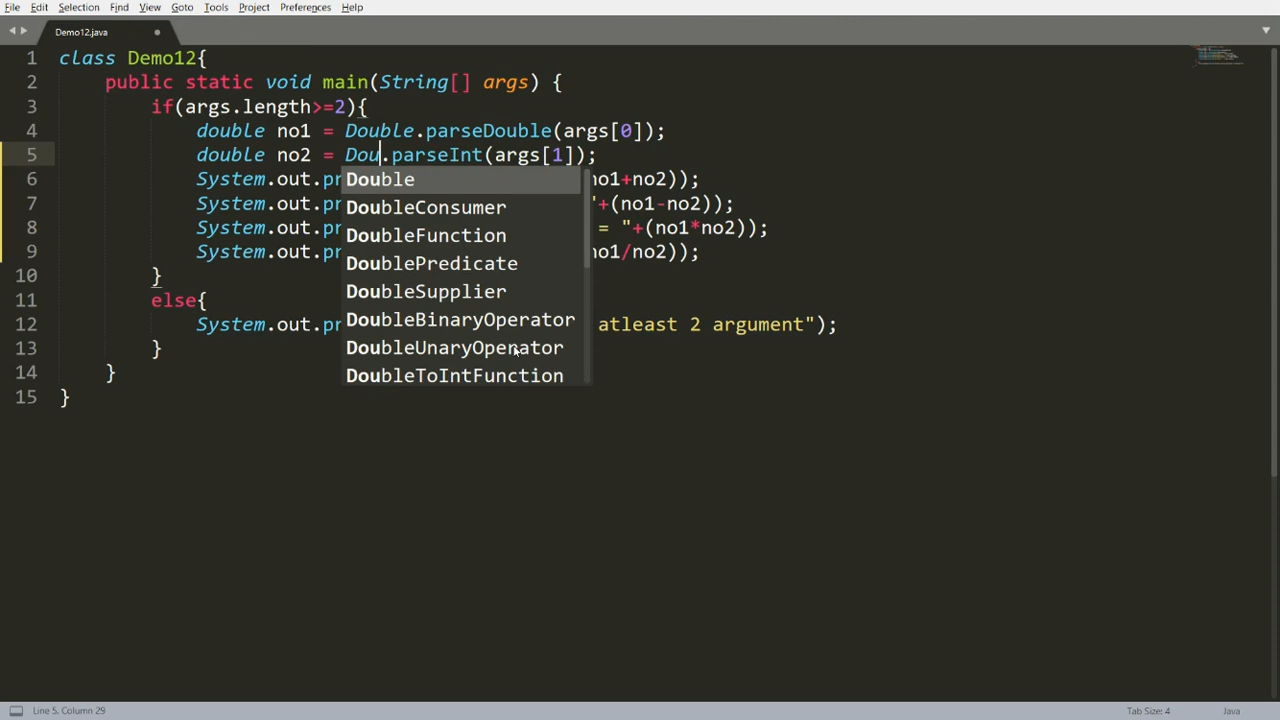 File Edit Selection Find View Goto Tools Project Preferences Help
Demo12.java
1 class Demo12{
2 public static void main(String[] args) {
3 if(args.length>=2){
4 double no1 = Double.parseDouble(args[0]);
5 double no2 = Dou.parseInt(args[1]);
6 System.out.pr no1+no2));
7 System.out.pr "+(no1-no2));
8 System.out.pr = "+(no1*no2));
9 System.out.pr no1/no2));
10 }
11 else{
12 System.out.pr atleast 2 argument");
13 }
14 }
15 }
Double
DoubleConsumer
DoubleFunction
DoublePredicate
DoubleSupplier
DoubleBinaryOperator
DoubleUnaryOperator
DoubleToIntFunction
Line 5, Column 29 Tab Size: 4 Java